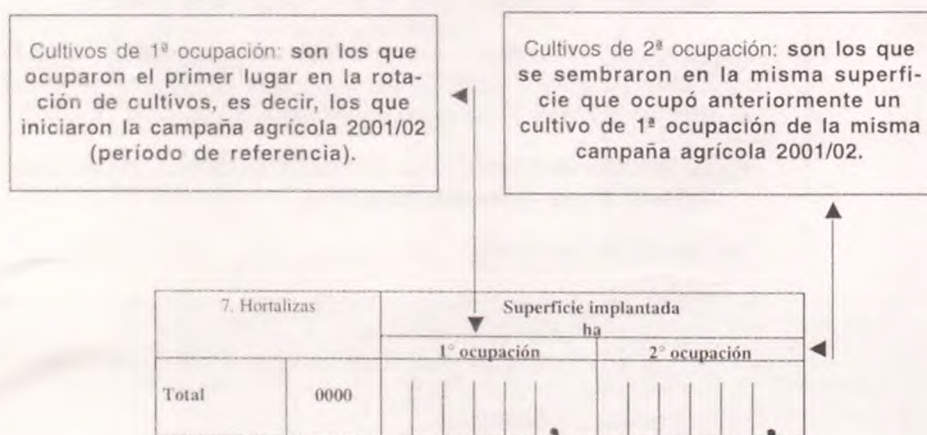 Cultivos de 1ª ocupación: son los que
ocuparon el primer lugar en la rota-
ción de cultivos, es decir, los que
iniciaron la campaña agrícola 2001/02
(período de referencia).
Cultivos de 2ª ocupación: son los que
se sembraron en la misma superfi-
cie que ocupó anteriormente un
cultivo de 1ª ocupación de la misma
campaña agrícola 2001/02.
7. Hortalizas
Superficie implantada
ha
1° ocupación
2° ocupación
Total
0000